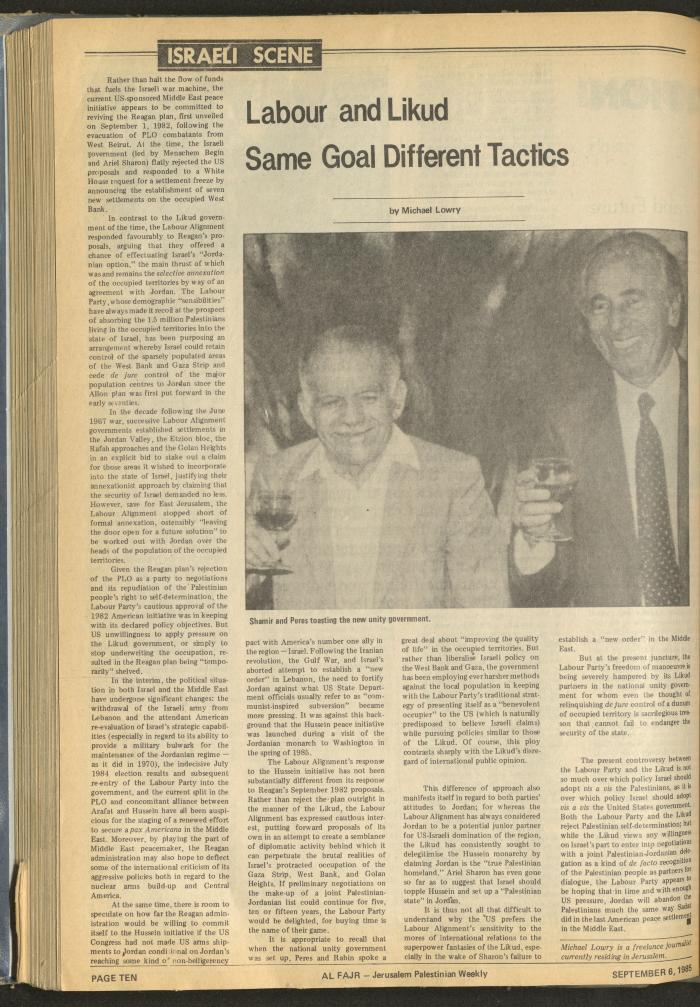 ISRAELI SCENE
Labour and Likud
Same Goal Different Tactics
by Michael Lowry
Rather than halt the flow of funds
that fuels the Israeli war machine, the
current US-sponsored Middle East peace
initiative appears to be committed to
reviving the Reagan plan, first unveiled
on September 1, 1982, following the
evacuation of PLO combatants from
West Beirut. At the time, the Israeli
government (led by Menachem Begin
and Ariel Sharon) flatly rejected the US
proposals and responded to a White
House request for a settlement freeze by
announcing the establishment of seven
new settlements on the occupied West
Bank.
In contrast to the Likud govern-
ment of the time, the Labour Alignment
responded favourably to Reagan's pro-
posals, arguing that they offered a
chance of effectuating Israel's "Jorda-
nian option," the main thrust of which
was and remains the selective annexation
of the occupied territories by way of an
agreement with Jordan. The Labour
Party, whose demographic "sensibilities"
have always made it recoil at the prospect
of absorbing the 1.5 million Palestinians
living in the occupied territories into the
state of Israel, has been purposing an
arrangement whereby Israel could retain
control of the sparsely populated areas
of the West Bank and Gaza Strip and
cede de jure control of the major
population centres to Jordan since the
Allon plan was first put forward in the
early seventies.
In the decade following the June
1967 war, successive Labour Alignment
governments established settlements in
the Jordan Valley, the Etzion bloc, the
Rafah approaches and the Golan Heights
in an explicit bid to stake out a claim
for those areas it wished to incorporate
into the state of Israel, justifying their
annexationist approach by claiming that
the security of Israel demanded no less.
However, save for East Jerusalem, the
Labour Alignment stopped short of
formal annexation, ostensibly "leaving
the door open for a future solution" to
be worked out with Jordan over the
heads of the population of the occupied
territories.
Given the Reagan plan's rejection
of the PLO as a party to negotiations
and its repudiation of the Palestinian
people's right to self-determination, the
Labour Party's cautious approval of the
1982 American initiative was in keeping
with its declared policy objectives. But
US unwillingness to apply pressure on
the Likud government, or simply to
stop underwriting the occupation, re-
sulted in the Reagan plan being "tempo-
rarily" shelved.
In the interim, the political situa-
tion in both Israel and the Middle East
have undergone significant changes: the
withdrawal of the Israeli army from
Lebanon and the attendant American
re-evaluation of Israel's strategic capabil-
ities (especially in regard to its ability to
provide a military bulwark for the
maintenance of the Jordanian regime —
as it did in 1970), the indecisive July
1984 election results and subsequent
re-entry of the Labour Party into the
government, and the current split in the
PLO and concomitant alliance between
Arafat and Hussein have all been auspi-
cious for the staging of a renewed effort
to secure a pax Americana in the Middle
East. Moreover, by playing the part of
Middle East peacemaker, the Reagan
administration may also hope to deflect
some of the international criticism of its
aggressive policies both in regard to the
nuclear arms build-up and Central
America.
At the same time, there is room to
speculate on how far the Reagan admin-
istration would be willing to commit
itself to the Hussein initiative if the US
Congress had not made US arms ship-
ments to Jordan conditional on Jordan's
reaching some kind of non-belligerency
Shamir and Peres toasting the new unity government.
pact with America's number one ally in
the region — Israel. Following the Iranian
revolution, the Gulf War, and Israel's
aborted attempt to establish a "new
order" in Lebanon, the need to fortify
Jordan against what US State Depart-
ment officials usually refer to as "com-
munist-inspired subversion" became
more pressing. It was against this back-
ground that the Hussein peace initiative
was launched during a visit of the
Jordanian monarch to Washington in
the spring of 1985.
The Labour Alignment's response
to the Hussein initiative has not been
substantially different from its response
to Reagan's September 1982 proposals.
Rather than reject the plan outright in
the manner of the Likud, the Labour
Alignment has expressed cautious inter-
est, putting forward proposals of its
own in an attempt to create a semblance
of diplomatic activity behind which it
can perpetuate the brutal realities of
Israel's protracted occupation of the
Gaza Strip, West Bank, and Golan
Heights. If preliminary negotiations on
the make-up of a joint Palestinian-
Jordanian list could continue for five,
ten or fifteen years, the Labour Party
would be delighted, for buying time is
the name of their game.
It is appropriate to recall that
when the national unity government
was set up, Peres and Rabin spoke a
great deal about "improving the quality
of life" in the occupied territories. But
rather than liberalise Israeli policy on
the West Bank and Gaza, the government
has been employing ever harsher methods
against the local population in keeping
with the Labour Party's traditional strat-
egy of presenting itself as a "benevolent
occupier" to the US (which is naturally
predisposed to believe Israeli claims)
while pursuing policies similar to those
of the Likud. Of course, this ploy
contrasts sharply with the Likud's disre-
gard of international public opinion.
This difference of approach also
manifests itself in regard to both parties'
attitudes to Jordan; for whereas the
Labour Alignment has always considered
Jordan to be a potential junior partner
for US-Israeli domination of the region,
the Likud has consistently sought to
delegitimise the Hussein monarchy by
claiming Jordan is the "true Palestinian
homeland." Ariel Sharon has even gone
so far as to suggest that Israel should
topple Hussein and set up a "Palestinian
state" in Jordan.
It is thus not all that difficult to
understand why the US prefers the
Labour Alignment's sensitivity to the
mores of international relations to the
superpower fantasies of the Likud, espe-
cially in the wake of Sharon's failure to
establish a "new order" in the Middle
East.
But at the present juncture, the
Labour Party's freedom of manoeuvre is
being severely hampered by its Likud
partners in the national unity govern-
ment for whom even the thought of
relinquishing de jure control of a dunum
of occupied territory is sacrilegious trea-
son that cannot fail to endanger the
security of the state.
The present controversy between
the Labour Party and the Likud is not
so much over which policy Israel should
adopt vis a vis the Palestinians, as it is
over which policy Israel should adopt
vis a vis the United States government.
Both the Labour Party and the Likud
reject Palestinian self-determination; but
while the Likud views any willingness
on Israel's part to enter into negotiations
with a joint Palestinian-Jordanian dele-
gation as a kind of de facto recognition
of the Palestinian people as partners for
dialogue, the Labour Party appears to
be hoping that in time and with enough
US pressure, Jordan will abandon the
Palestinians much the same way Sadat
did in the last American peace settlement
in the Middle East.
Michael Lowry is a freelance journalist
currently residing in Jerusalem.
PAGE TEN
AL FAJR — Jerusalem Palestinian Weekly
SEPTEMBER 6, 1985